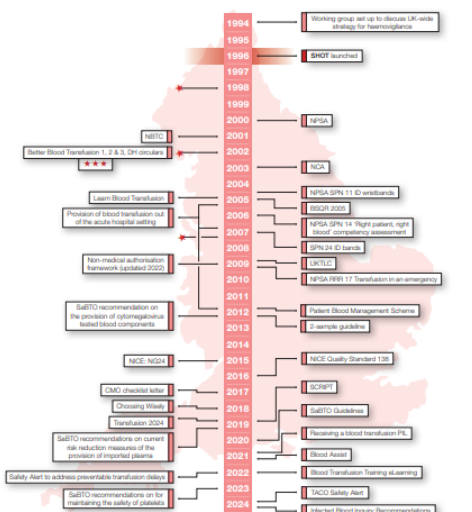 1994
Working group set up to discuss UK-wide
strategy for haemovigilance
1995
1996
SHOT launched
1997
1998
1999
2000
NPSA
NBTC
2001
Better Blood Transfusion 1, 2 & 3, DH circulars
2002
2003
NCA
2004
NPSA SPN 11 ID wristbands
Learn Blood Transfusion
2005
BSQR 2005
Provision of blood transfusion out
of the acute hospital setting
2006
NPSA SPN 14 'Right patient, right
blood' competency assessment
2007
SPN 24 ID bands
2008
Non-medical authorisation
framework (updated 2022)
2009
UKTLC
2010
NPSA RRR 17 Transfusion in an emergency
2011
SaBTO recommendation on
the provision of cytomegalovirus
tested blood components
2012
Patient Blood Management Scheme
2013
2-sample guideline
2014
NICE: NG24
2015
NICE Quality Standard 138
2016
CMO checklist letter
2017
SCRIPT
Choosing Wisely
2018
SaBTO Guidelines
Transfusion 2024
2019
Receiving a blood transfusion PIL
SaBTO recommendations on current
risk reduction measures of the
provision of imported plasma
2020
2021
Blood Assist
Safety Alert to address preventable transfusion delays
2022
Blood Transfusion Training eLearning
2023
TACO Safety Alert
SaBTO recommendations on for
maintaining the safety of platelets
2024
Infected Blood Inquiry Recommendations